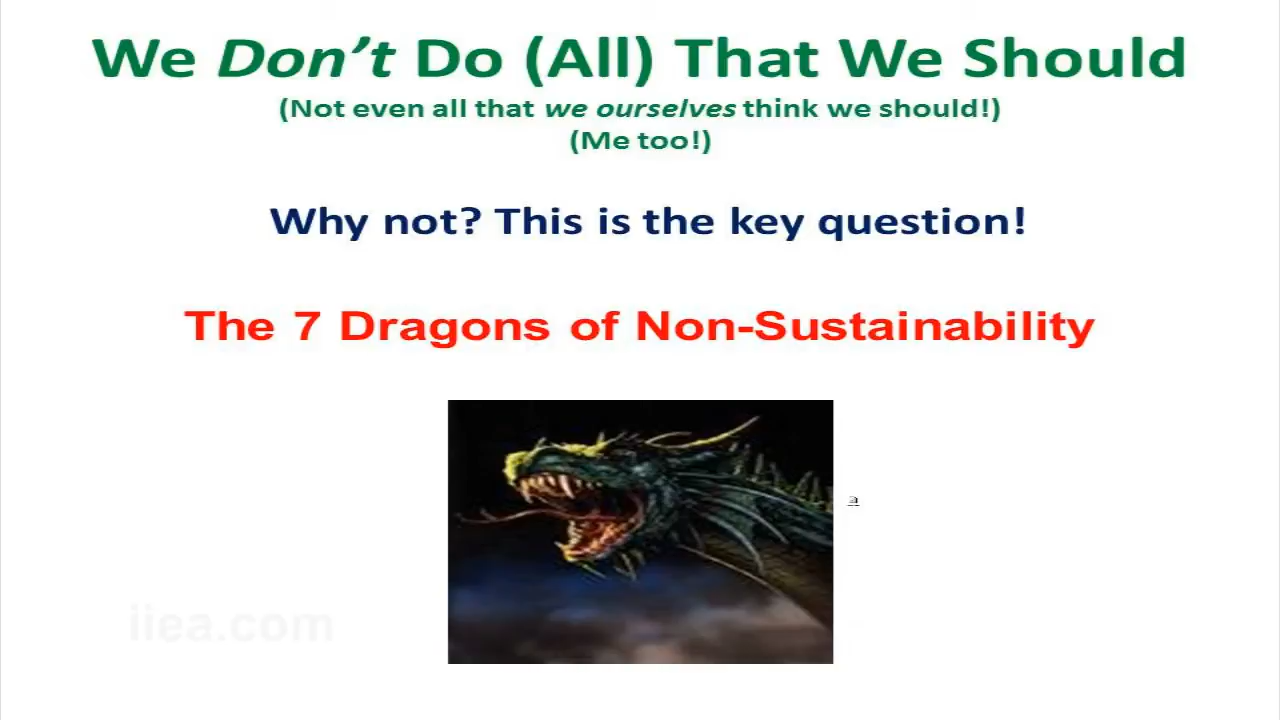 We Don't Do (All) That We Should
(Not even all that we ourselves think we should!)
(Me too!)
Why not? This is the key question!
The 7 Dragons of Non-Sustainability
iiea.com